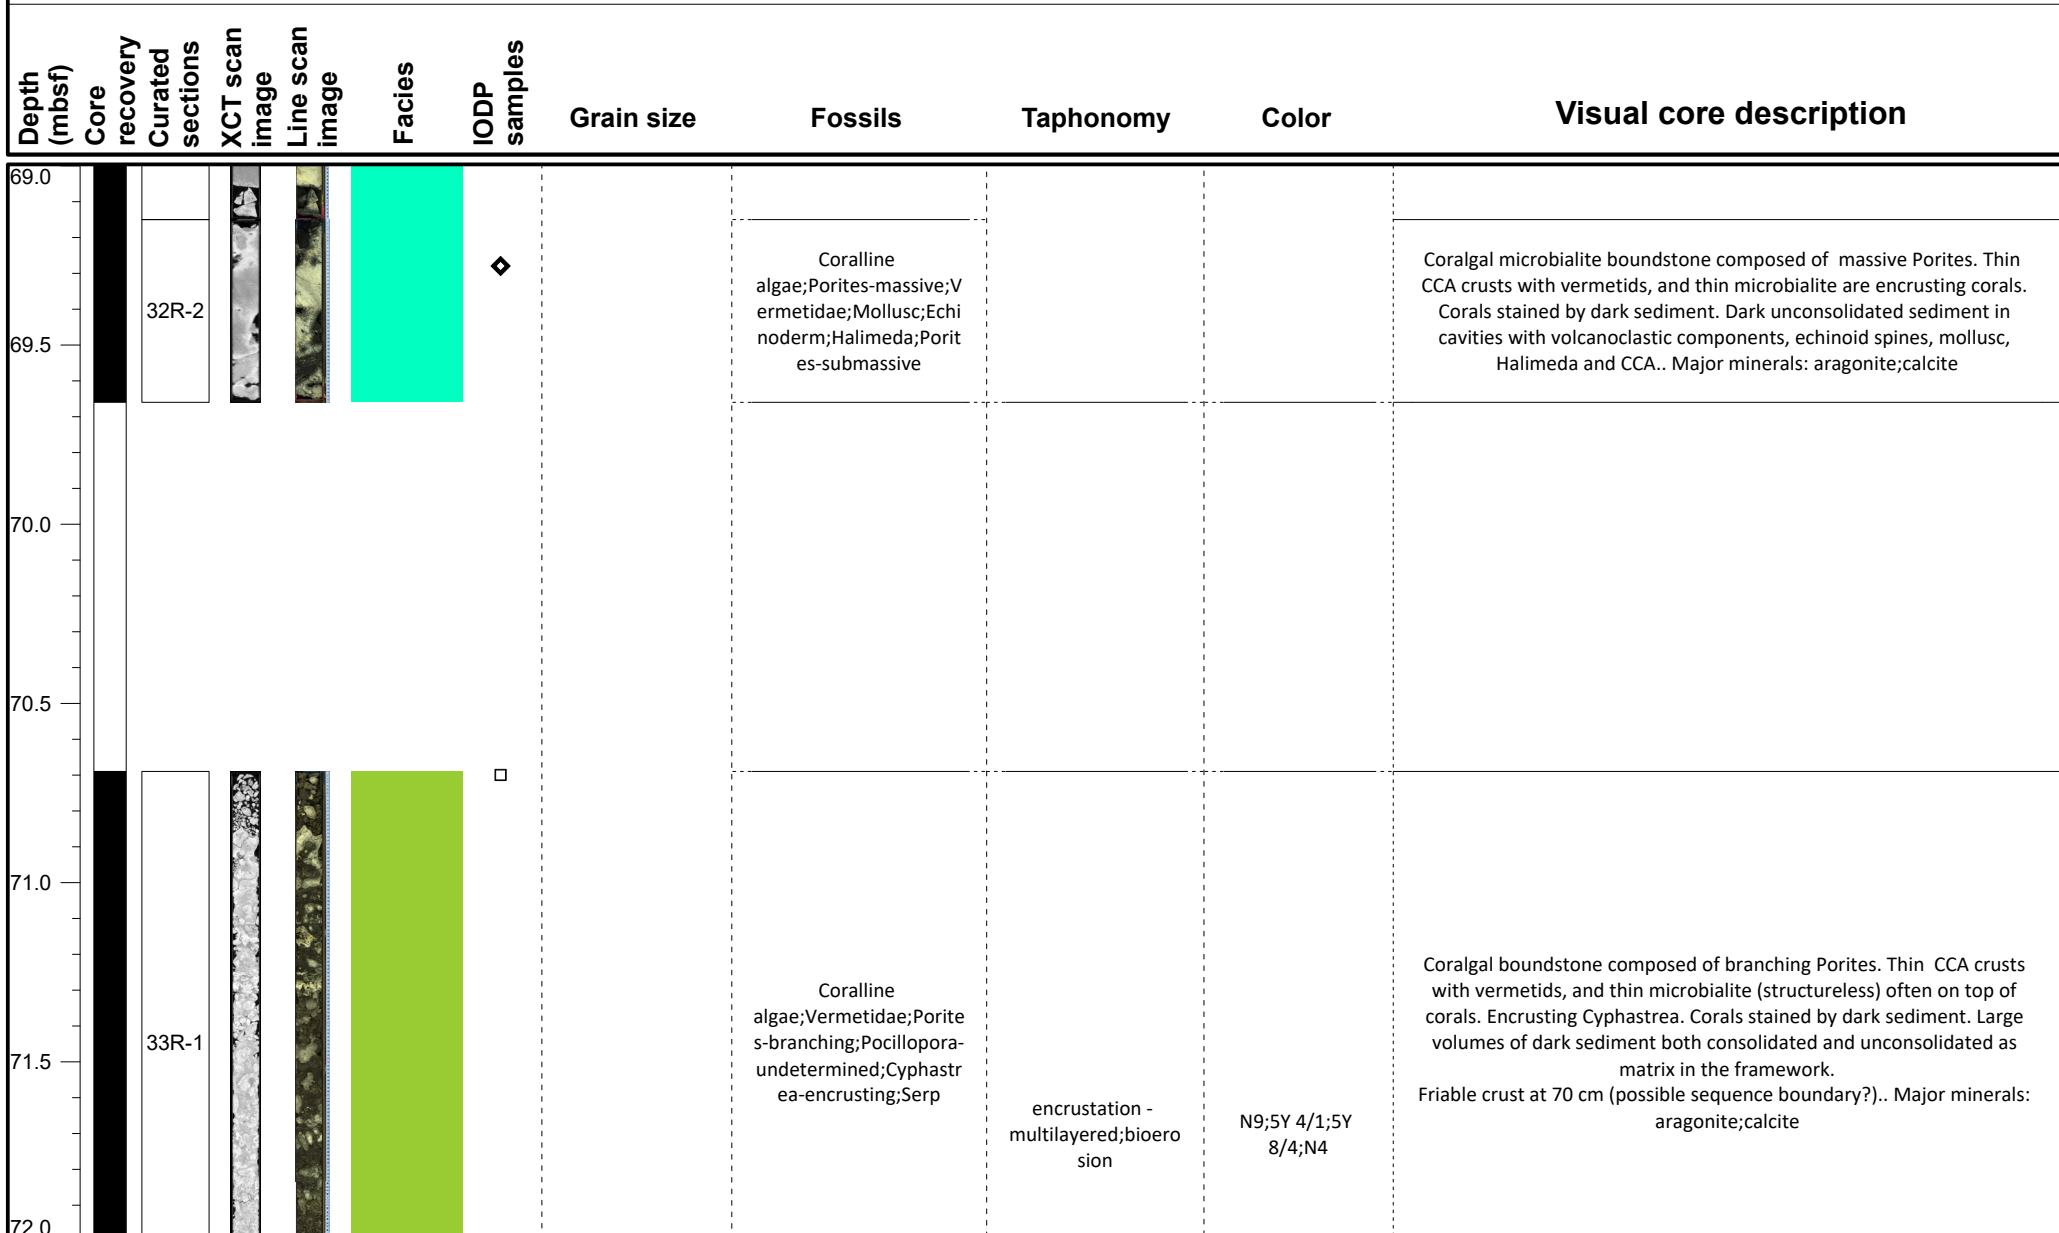 Depth
(mbsf)
Core
recovery
Curated
sections
XCT scan
image
Line scan
image
Facies
IODP
samples
Grain size
Fossils
Taphonomy
Color
Visual core description
69.0
32R-2
Coralline
algae;Porites-massive;V
ermetidae;Mollusc;Echi
noderm;Halimeda;Porit
es-submassive
Coralgal microbialite boundstone composed of  massive Porites. Thin
CCA crusts with vermetids, and thin microbialite are encrusting corals.
Corals stained by dark sediment. Dark unconsolidated sediment in
cavities with volcanoclastic components, echinoid spines, mollusc,
Halimeda and CCA.. Major minerals: aragonite;calcite
69.5
70.0
70.5
71.0
33R-1
Coralline
algae;Vermetidae;Porite
s-branching;Pocillopora-
undetermined;Cyphastr
ea-encrusting;Serp
encrustation -
multilayered;bioero
sion
N9;5Y 4/1;5Y
8/4;N4
Coralgal boundstone composed of branching Porites. Thin  CCA crusts
with vermetids, and thin microbialite (structureless) often on top of
corals. Encrusting Cyphastrea. Corals stained by dark sediment. Large
volumes of dark sediment both consolidated and unconsolidated as
matrix in the framework.
Friable crust at 70 cm (possible sequence boundary?).. Major minerals:
aragonite;calcite
71.5
72.0